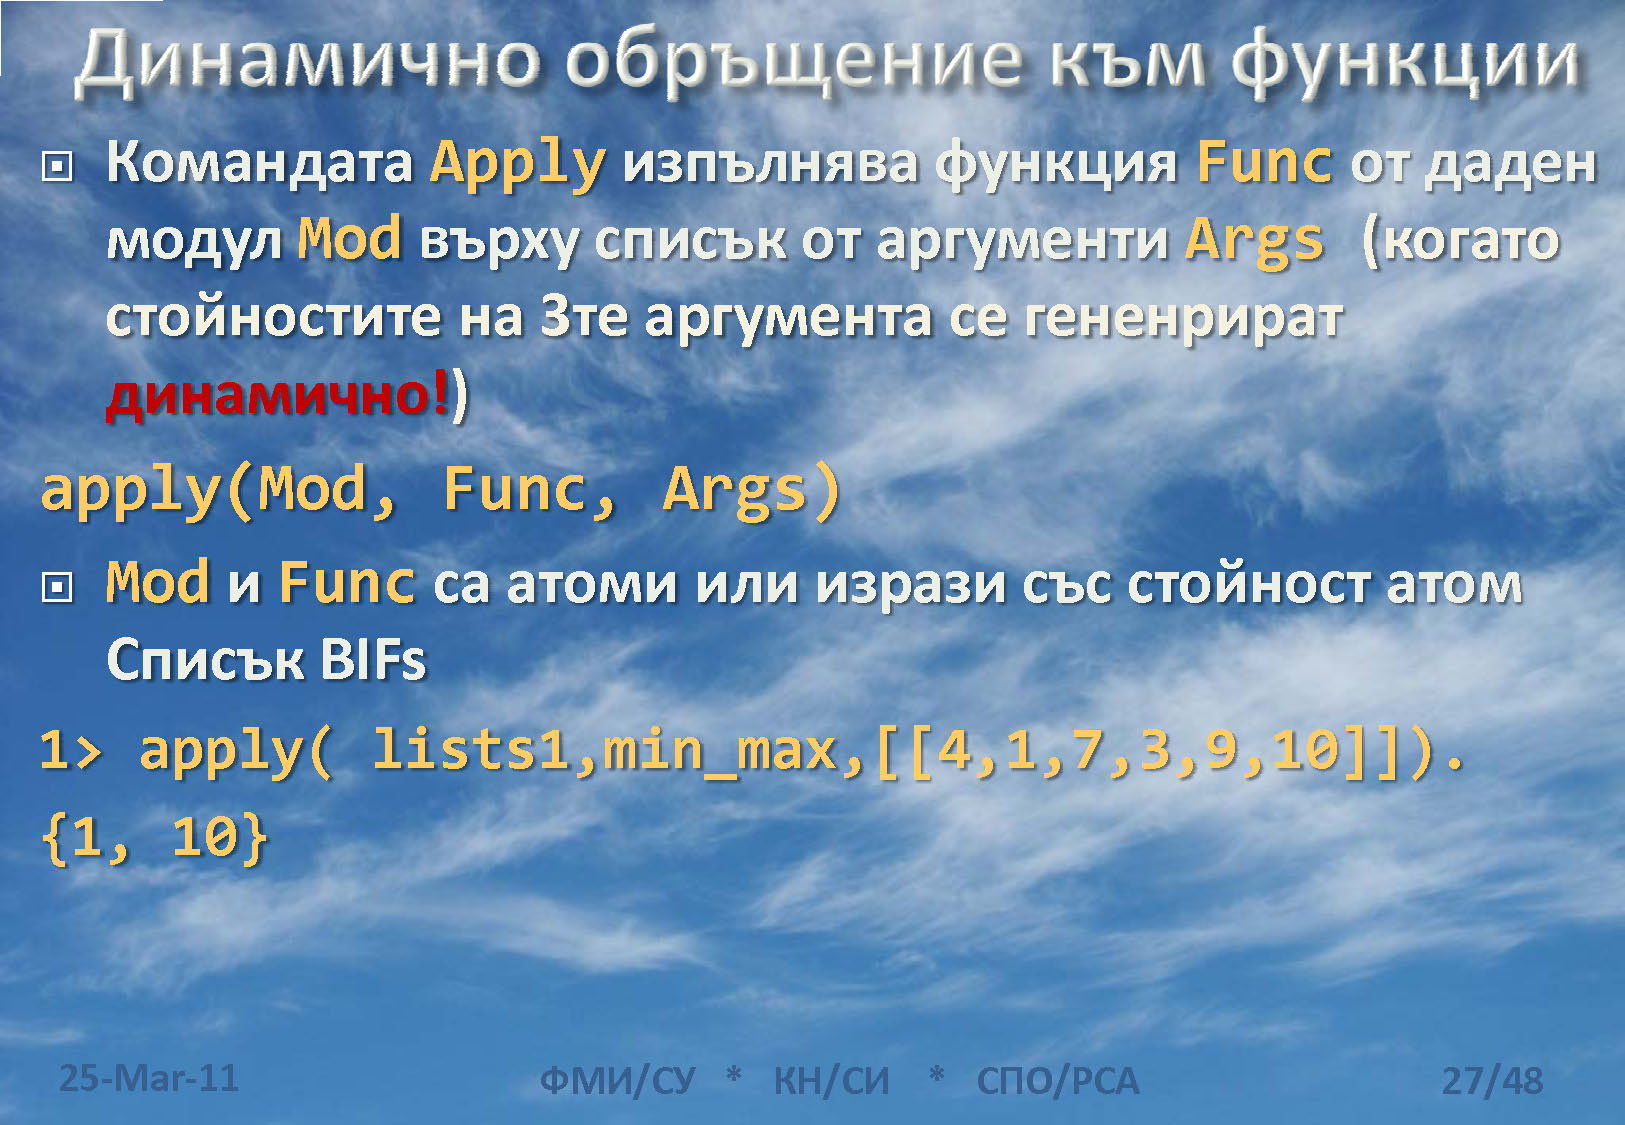 Динамично обръщение към функции
Командата Apply изпълнява функция Func от даден
модул Mod върху списък от аргументи Args (когато
стойностите на 3те аргумента се гененрират
динамично!)
apply(Mod, Func, Args)
Mod и Func са атоми или изрази със стойност атом
Списък BIFs
1> apply( lists1,min_max,[[4,1,7,3,9,10]]).
{1, 10}
25-Mar-11 ФМИ/СУ * КН/СИ * СПО/РСА 27/48